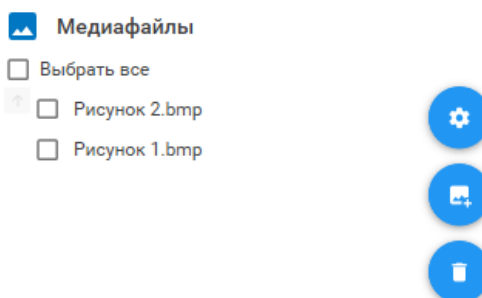 Медиафайлы
Выбрать все
Рисунок 2.bmp
Рисунок 1.bmp